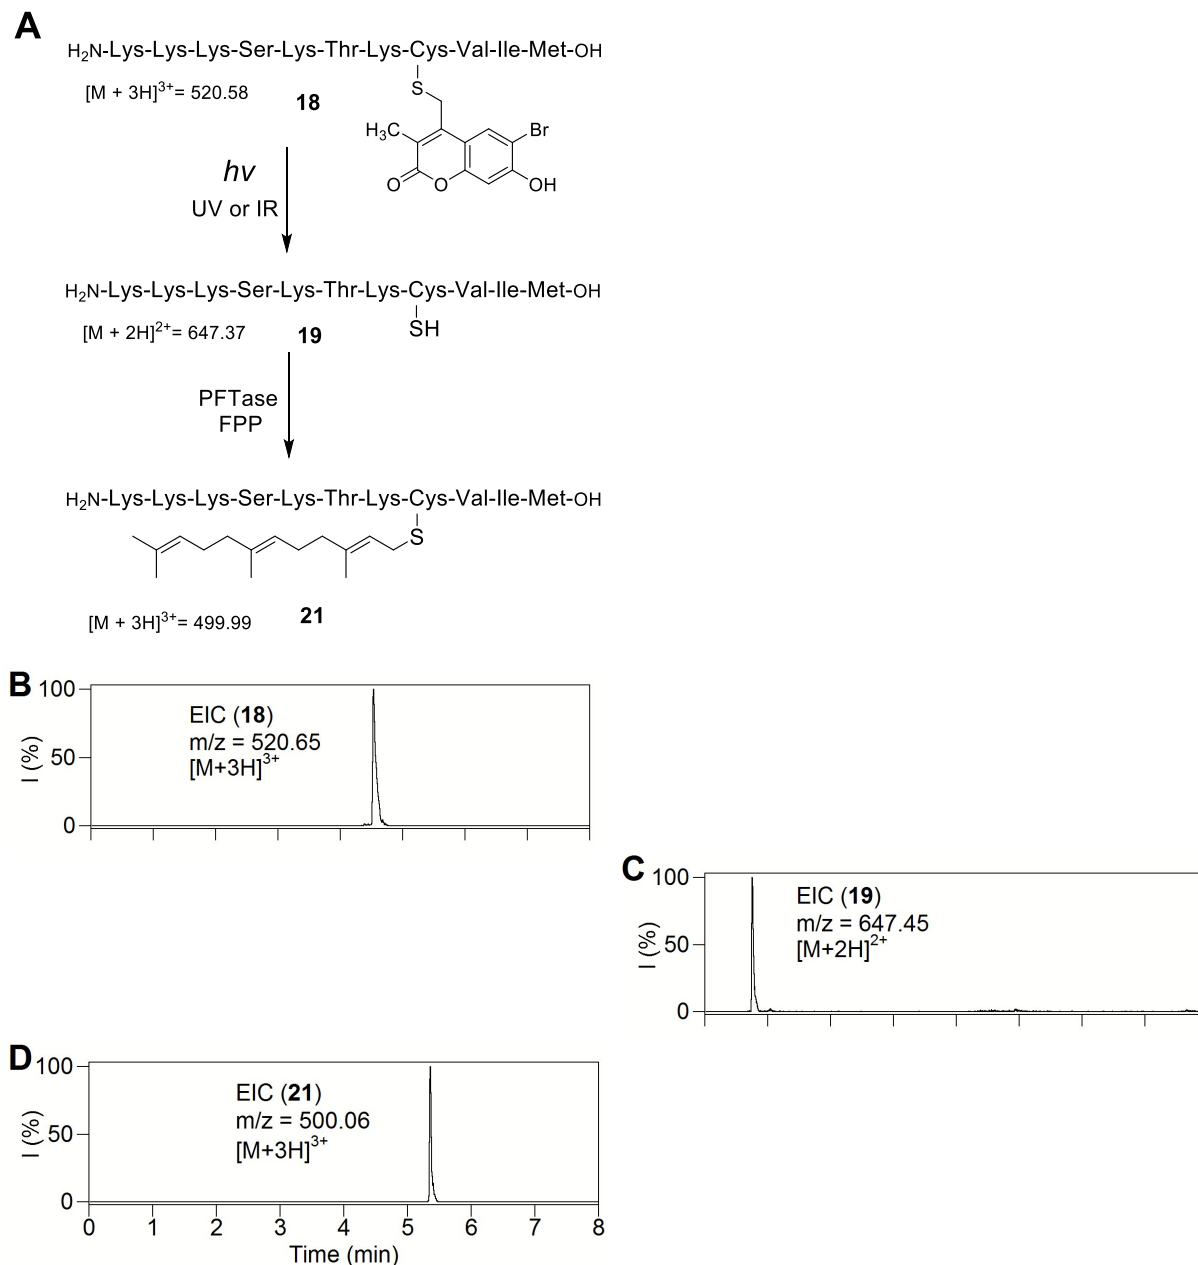 A
H₂N-Lys-Lys-Lys-Ser-Lys-Thr-Lys-Cys-Val-Ile-Met-OH
[M + 3H]³⁺= 520.58
18
S
H₃C
Br
O
O
OH
hν
UV or IR
H₂N-Lys-Lys-Lys-Ser-Lys-Thr-Lys-Cys-Val-Ile-Met-OH
SH
[M + 2H]²⁺= 647.37
19
PFTase
FPP
H₂N-Lys-Lys-Lys-Ser-Lys-Thr-Lys-Cys-Val-Ile-Met-OH
S
[M + 3H]³⁺= 499.99
21
B
100
50
0
I (%)
EIC (18)
m/z = 520.65
[M+3H]³⁺
C
100
50
0
I (%)
EIC (19)
m/z = 647.45
[M+2H]²⁺
D
100
50
0
I (%)
EIC (21)
m/z = 500.06
[M+3H]³⁺
0 1 2 3 4 5 6 7 8
Time (min)